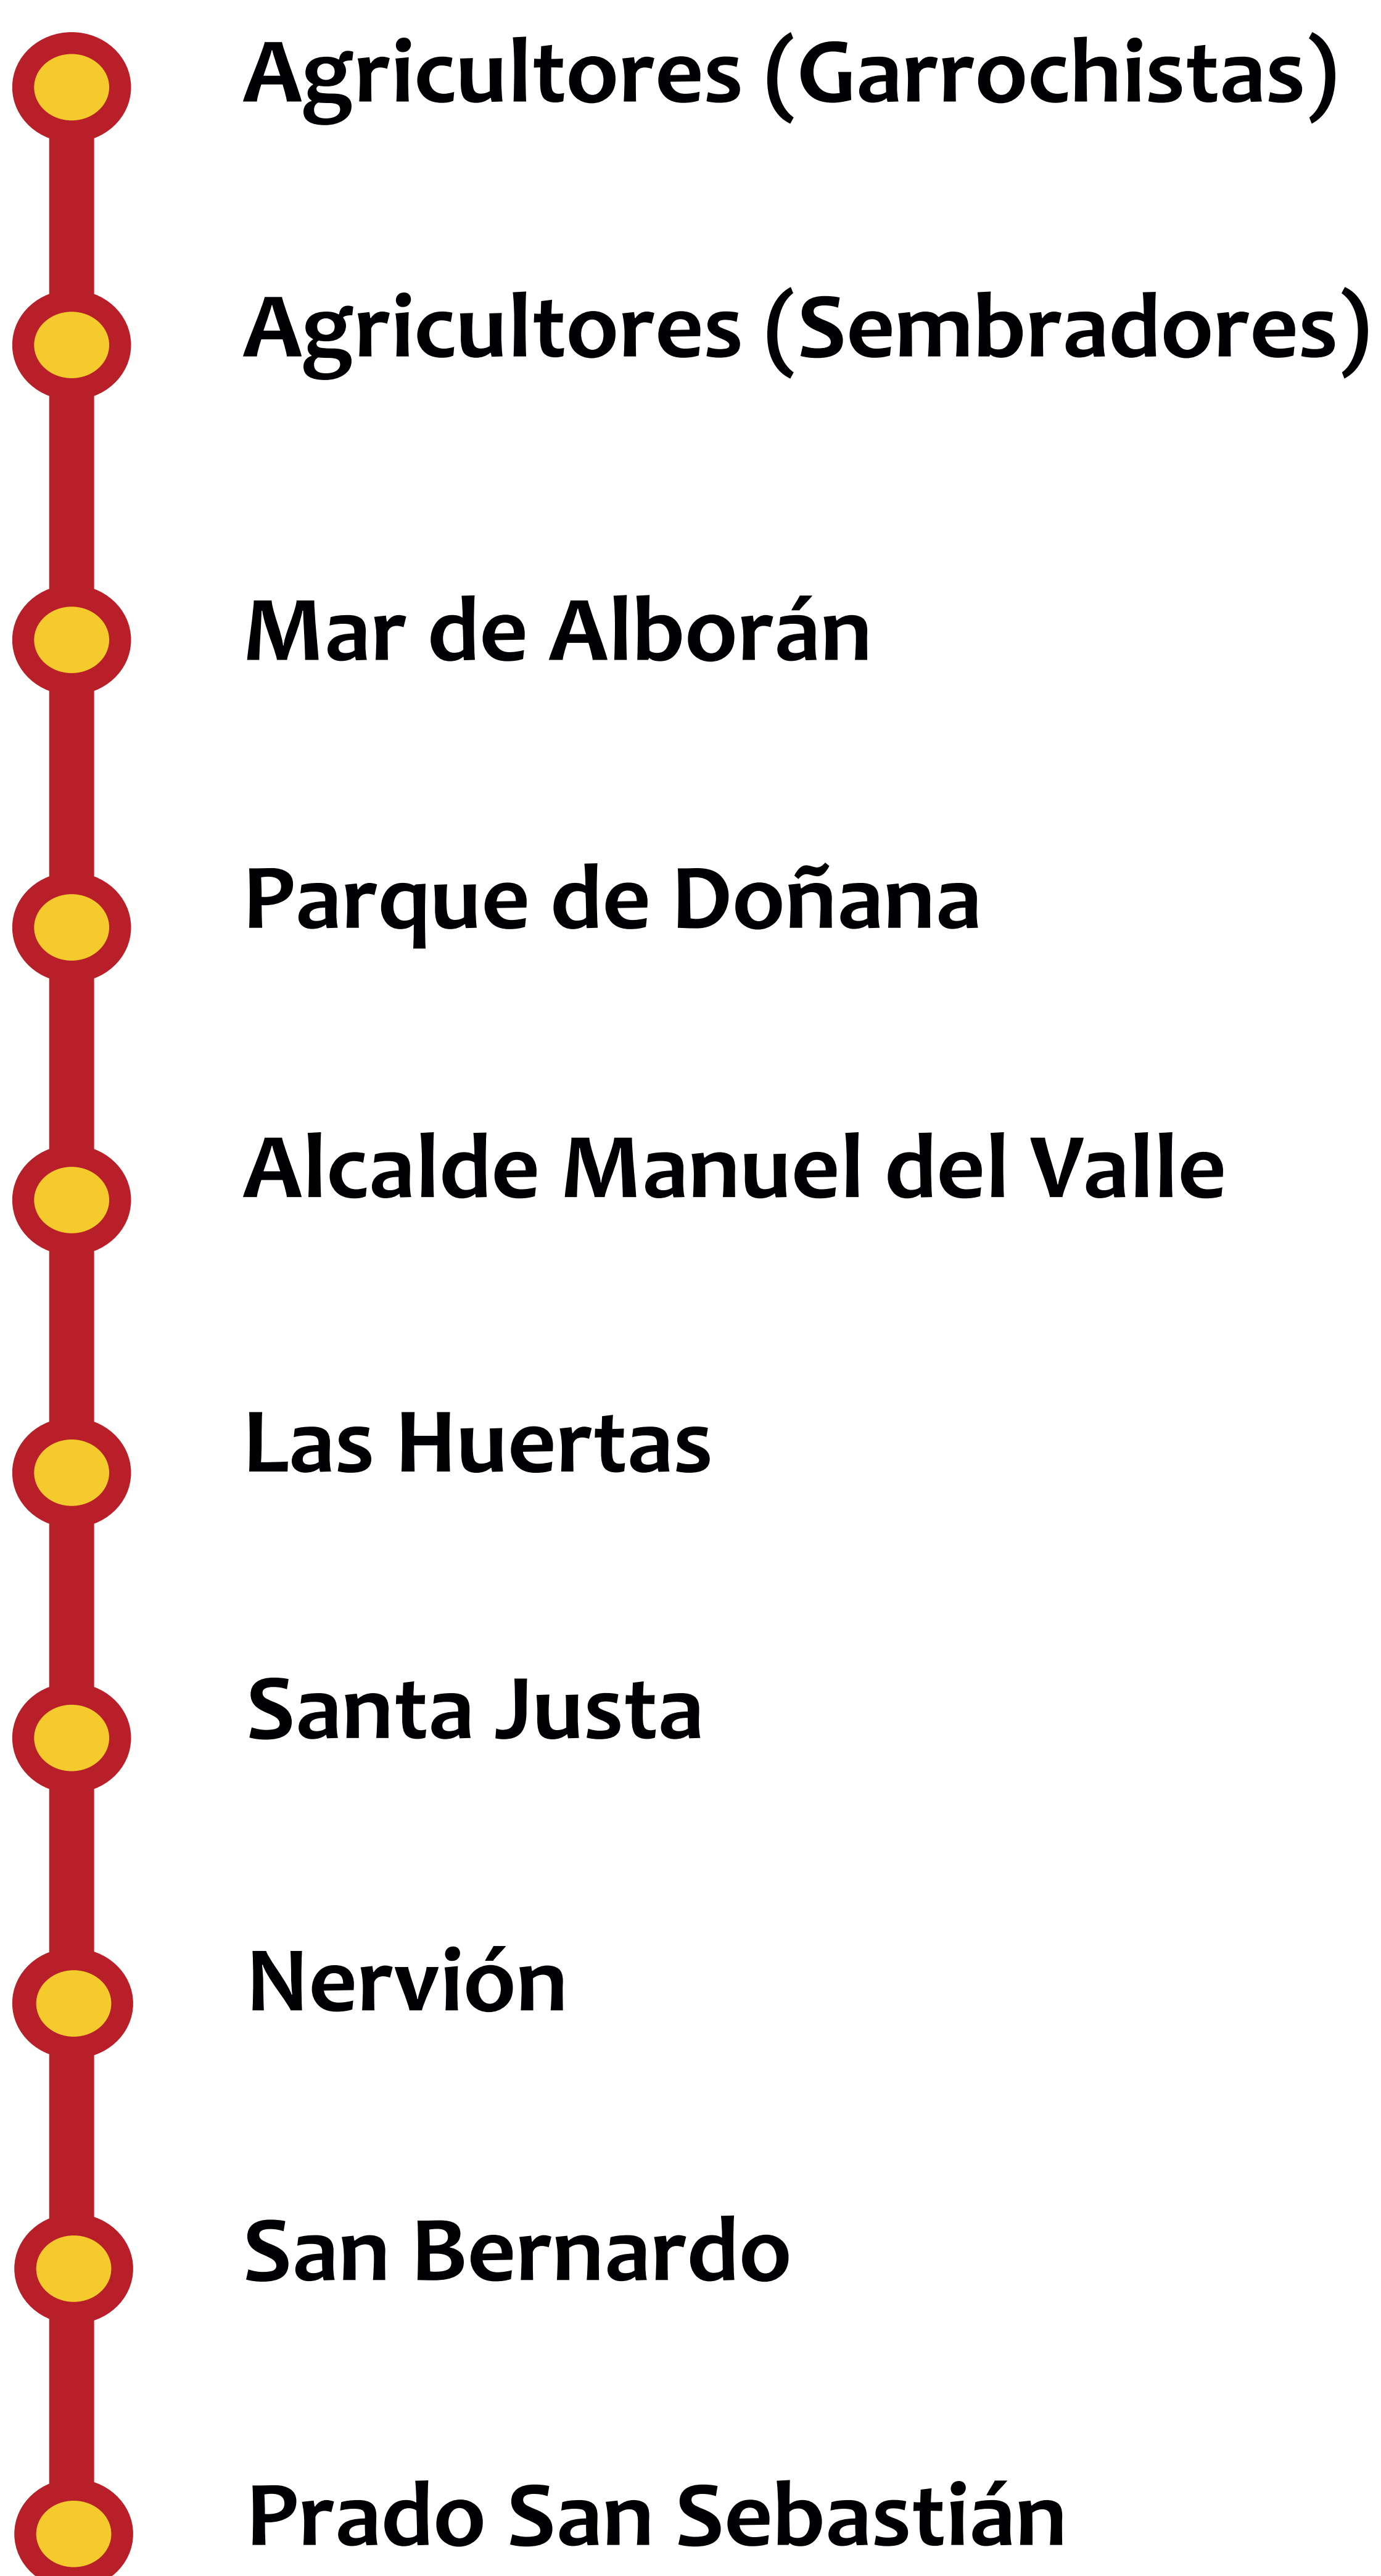 Agricultores (Garrochistas)
Agricultores (Sembradores)
Mar de Alborán
Parque de Doñana
Alcalde Manuel del Valle
Las Huertas
Santa Justa
Nervión
San Bernardo
Prado San Sebastián